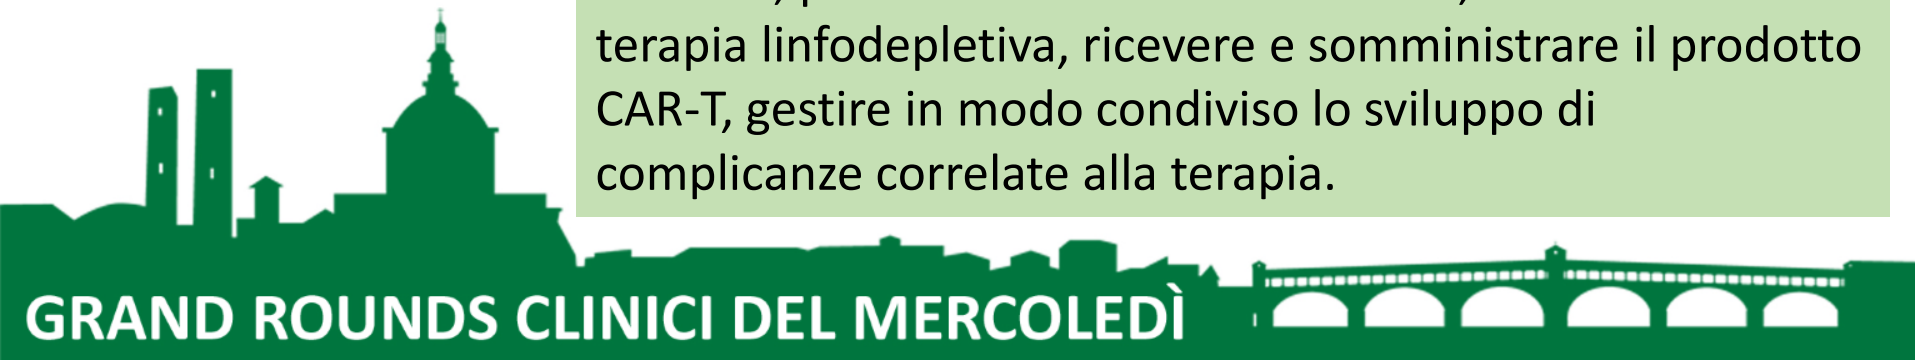 terapia linfodepletiva, ricevere e somministrare il prodotto
CAR-T, gestire in modo condiviso lo sviluppo di
complicanze correlate alla terapia.
GRAND ROUNDS CLINICI DEL MERCOLEDÌ